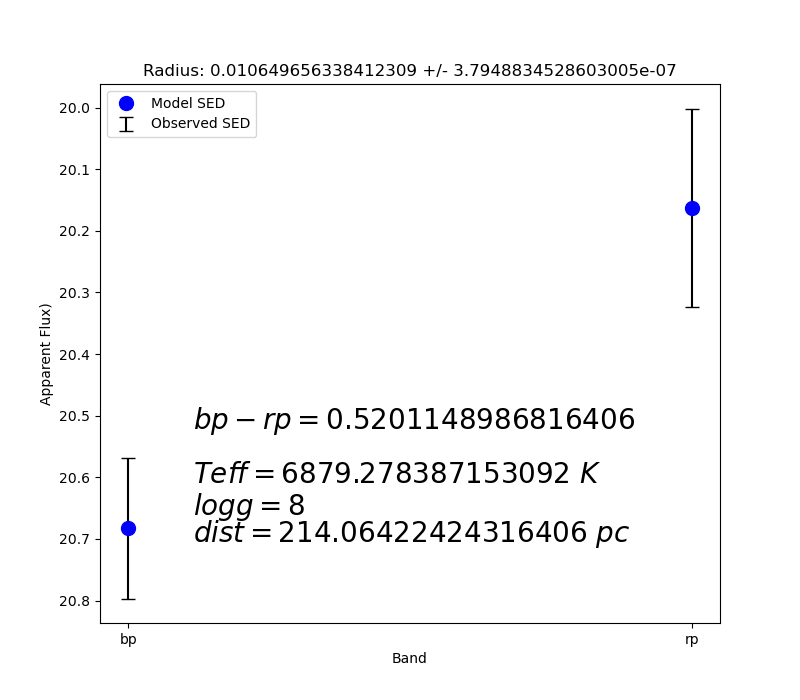 Radius: 0.010649656338412309 +/- 3.7948834528603005e-07
Model SED
Observed SED
20.0
20.1
20.2
20.3
20.4
20.5
20.6
20.7
20.8
Apparent Flux)
bp − rp = 0.5201148986816406
Teff = 6879.278387153092 K
logg = 8
dist = 214.06422424316406 pc
bp
rp
Band